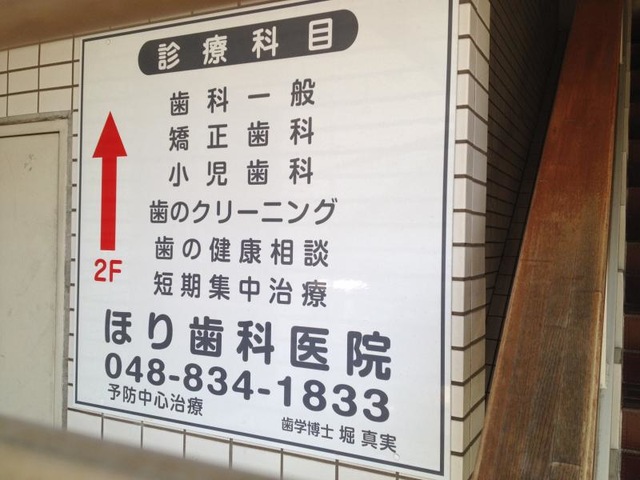 診療科目
歯科一般
矯正歯科
小児歯科
歯のクリーニング
歯の健康相談
短期集中治療
2F
ほり歯科医院
048-834-1833
予防中心治療
歯学博士 堀 真実